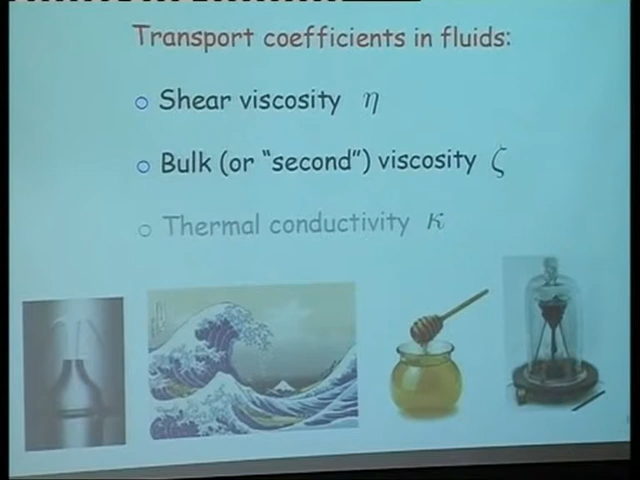 Transport coefficients in fluids:
Shear viscosity η
Bulk (or “second”) viscosity ζ
Thermal conductivity κ